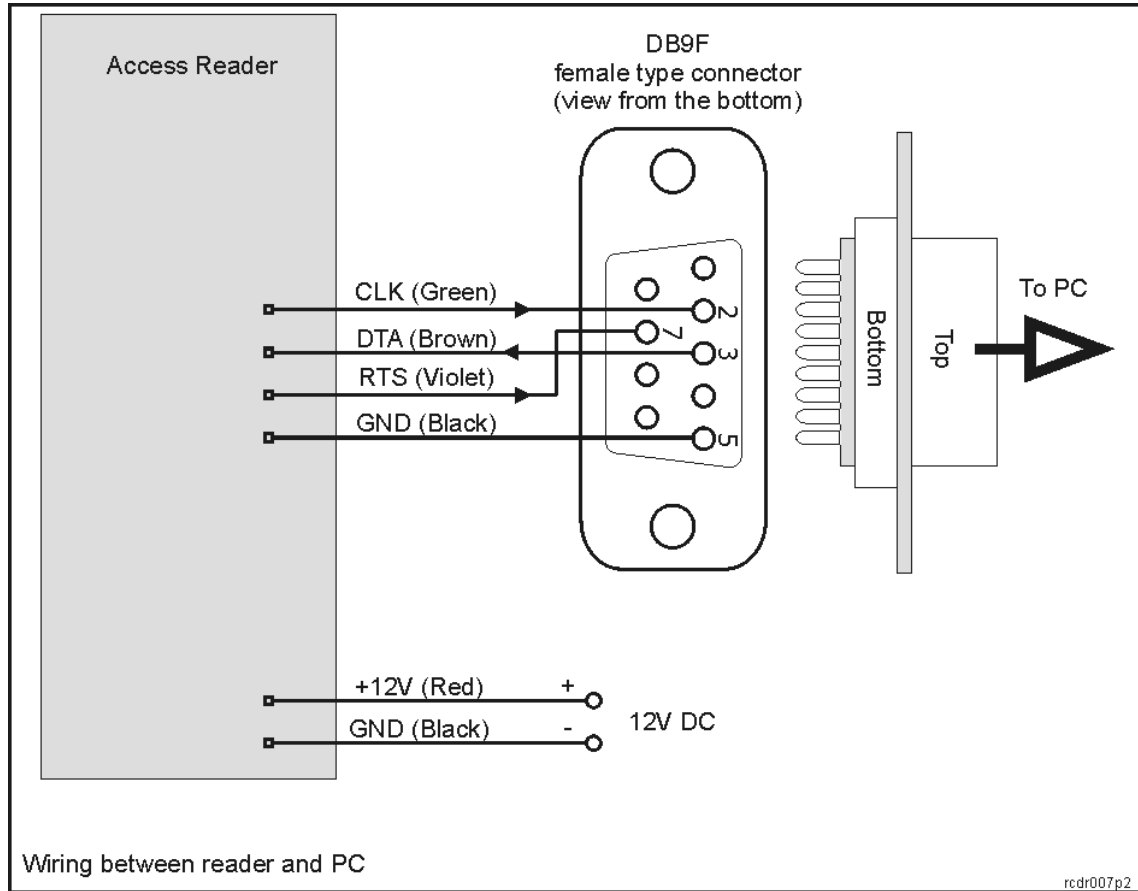 Access Reader
DB9F
female type connector
(view from the bottom)
CLK (Green)
DTA (Brown)
RTS (Violet)
GND (Black)
2
7
3
5
Bottom
Top
To PC
+12V (Red)
+
GND (Black)
-
12V DC
Wiring between reader and PC
rcdr007p2